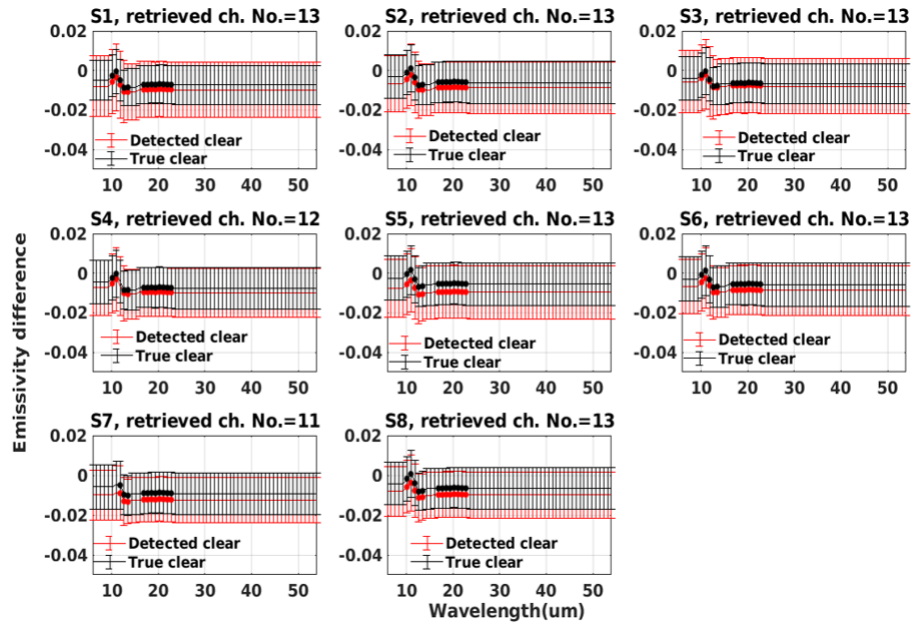 S1, retrieved ch. No.=13
S2, retrieved ch. No.=13
S3, retrieved ch. No.=13
0.02
0
-0.02
-0.04
Detected clear
True clear
10 20 30 40 50
0.02
0
-0.02
-0.04
Detected clear
True clear
10 20 30 40 50
0.02
0
-0.02
-0.04
Detected clear
True clear
10 20 30 40 50
S4, retrieved ch. No.=12
S5, retrieved ch. No.=13
S6, retrieved ch. No.=13
Emissivity difference
0.02
0
-0.02
-0.04
Detected clear
True clear
10 20 30 40 50
0.02
0
-0.02
-0.04
Detected clear
True clear
10 20 30 40 50
0.02
0
-0.02
-0.04
Detected clear
True clear
10 20 30 40 50
S7, retrieved ch. No.=11
S8, retrieved ch. No.=13
0.02
0
-0.02
-0.04
Detected clear
True clear
10 20 30 40 50
0.02
0
-0.02
-0.04
Detected clear
True clear
10 20 30 40 50
Wavelength(um)